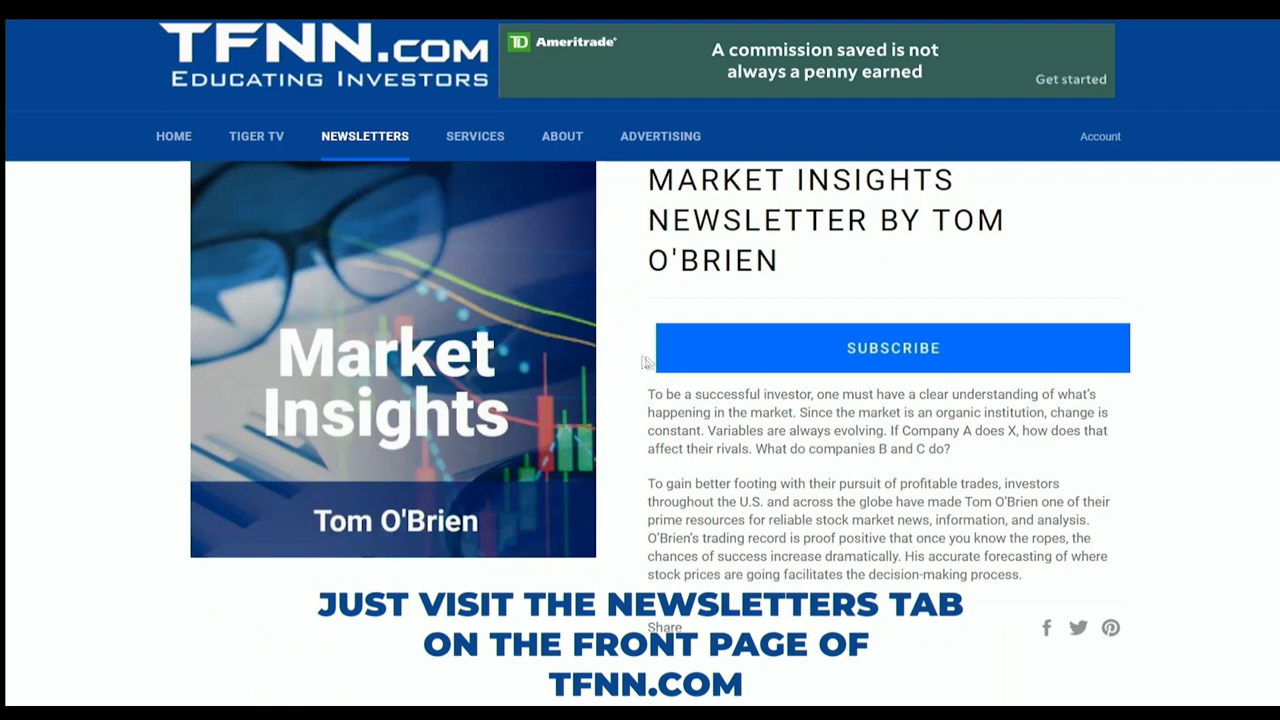 TFNN.COM
EDUCATING INVESTORS
TD Ameritrade
A commission saved is not
always a penny earned
Get started
HOME
TIGER TV
NEWSLETTERS
SERVICES
ABOUT
ADVERTISING
Account
Market
Insights
Tom O'Brien
MARKET INSIGHTS
NEWSLETTER BY TOM
O'BRIEN
SUBSCRIBE
To be a successful investor, one must have a clear understanding of what's
happening in the market. Since the market is an organic institution, change is
constant. Variables are always evolving. If Company A does X, how does that
affect their rivals. What do companies B and C do?
To gain better footing with their pursuit of profitable trades, investors
throughout the U.S. and across the globe have made Tom O'Brien one of their
prime resources for reliable stock market news, information, and analysis.
O'Brien's trading record is proof positive that once you know the ropes, the
chances of success increase dramatically. His accurate forecasting of where
stock prices are going facilitates the decision-making process.
Share
JUST VISIT THE NEWSLETTERS TAB
ON THE FRONT PAGE OF
TFNN.COM